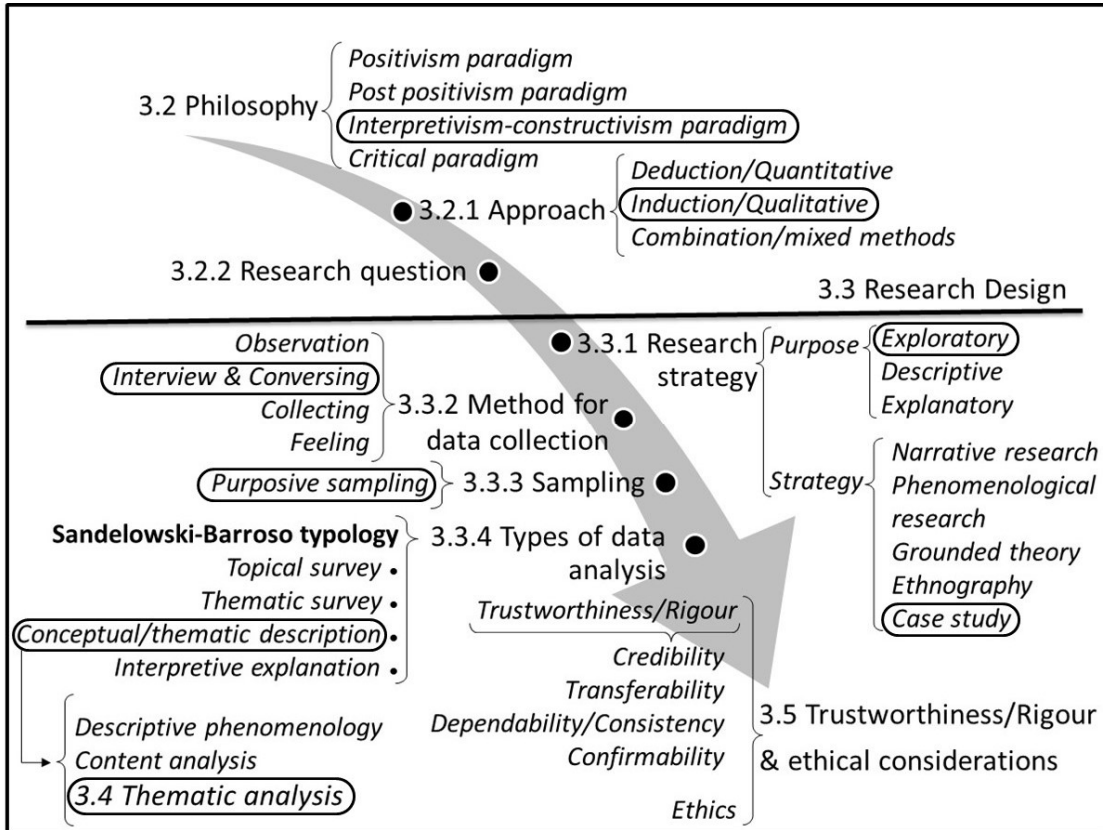 3.2 Philosophy
Positivism paradigm
Post positivism paradigm
Interpretivism-constructivism paradigm
Critical paradigm
3.2.1 Approach
Deduction/Quantitative
Induction/Qualitative
Combination/mixed methods
3.2.2 Research question
3.3 Research Design
3.3.1 Research
strategy
Purpose
Exploratory
Descriptive
Explanatory
Strategy
Narrative research
Phenomenological
research
Grounded theory
Ethnography
Case study
Observation
Interview & Conversing
Collecting
Feeling
3.3.2 Method for
data collection
Purposive sampling
3.3.3 Sampling
Sandelowski-Barroso typology
Topical survey •
Thematic survey •
Conceptual/thematic description •
Interpretive explanation •
3.3.4 Types of data
analysis
Descriptive phenomenology
Content analysis
3.4 Thematic analysis
Trustworthiness/Rigour
Credibility
Transferability
Dependability/Consistency
Confirmability
Ethics
3.5 Trustworthiness/Rigour
& ethical considerations